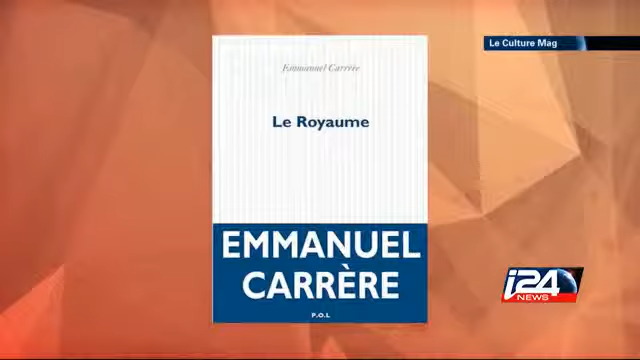 Le Culture Mag
Emmanuel Carrère
Le Royaume
EMMANUEL
CARRÈRE
P.O.L
i24
NEWS